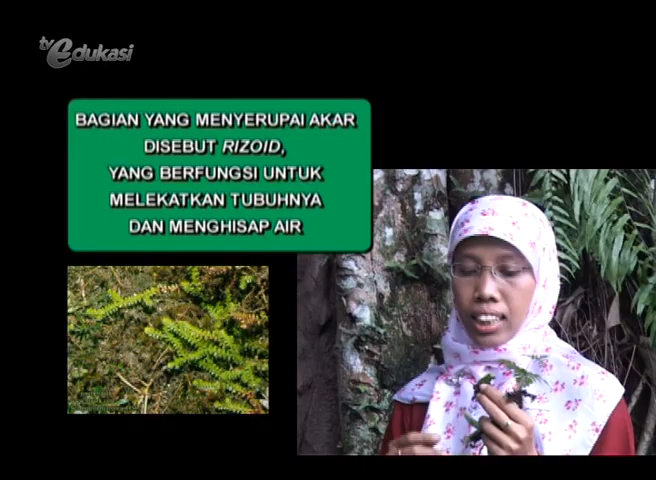 tv edukasi
BAGIAN YANG MENYERUPAI AKAR
DISEBUT RIZOID,
YANG BERFUNGSI UNTUK
MELEKATKAN TUBUHNYA
DAN MENGHISAP AIR